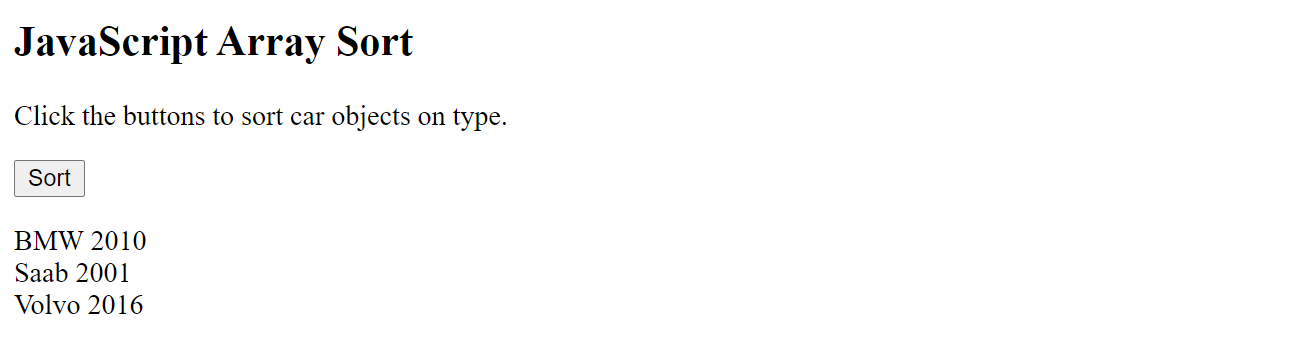 JavaScript Array Sort
Click the buttons to sort car objects on type.
Sort
BMW 2010
Saab 2001
Volvo 2016